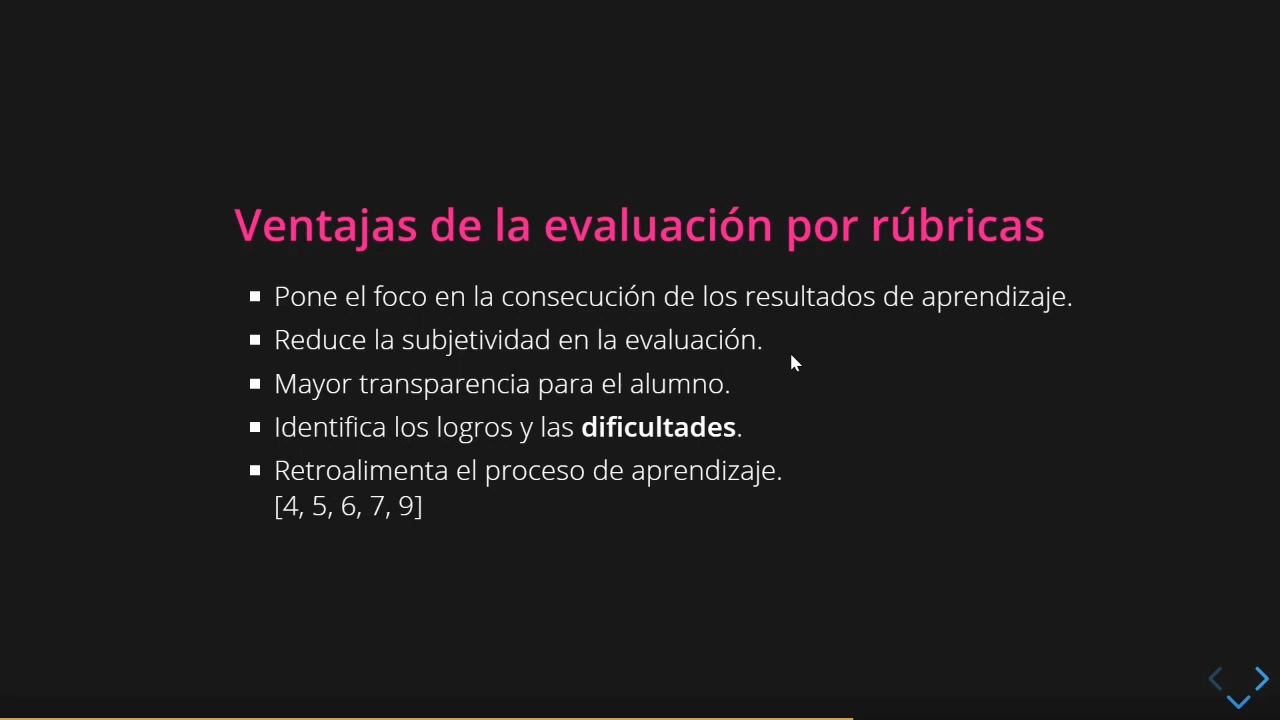 Ventajas de la evaluación por rúbricas
Pone el foco en la consecución de los resultados de aprendizaje.
Reduce la subjetividad en la evaluación.
Mayor transparencia para el alumno.
Identifica los logros y las dificultades.
Retroalimenta el proceso de aprendizaje.
[4, 5, 6, 7, 9]